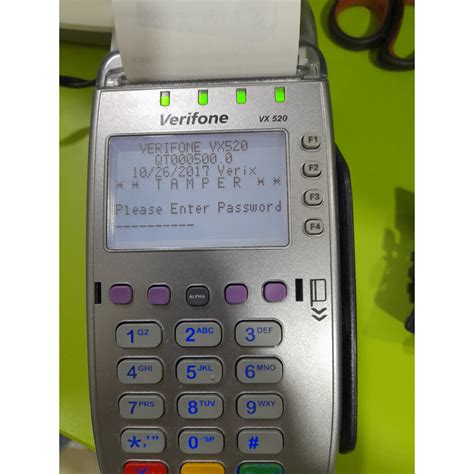 Verifone VX 520
VERIFONE VX520
QT000500.0
10/26/2017 Verix
* * T A M P E R * *
Please Enter Password
----------
F1
F2
F3
F4
ALPHA
1 QZ. 2 ABC 3 DEF
4 GHI 5 JKL 6 MNO
7 PRS 8 TUV 9 WXY
*,'" 0 -SP #